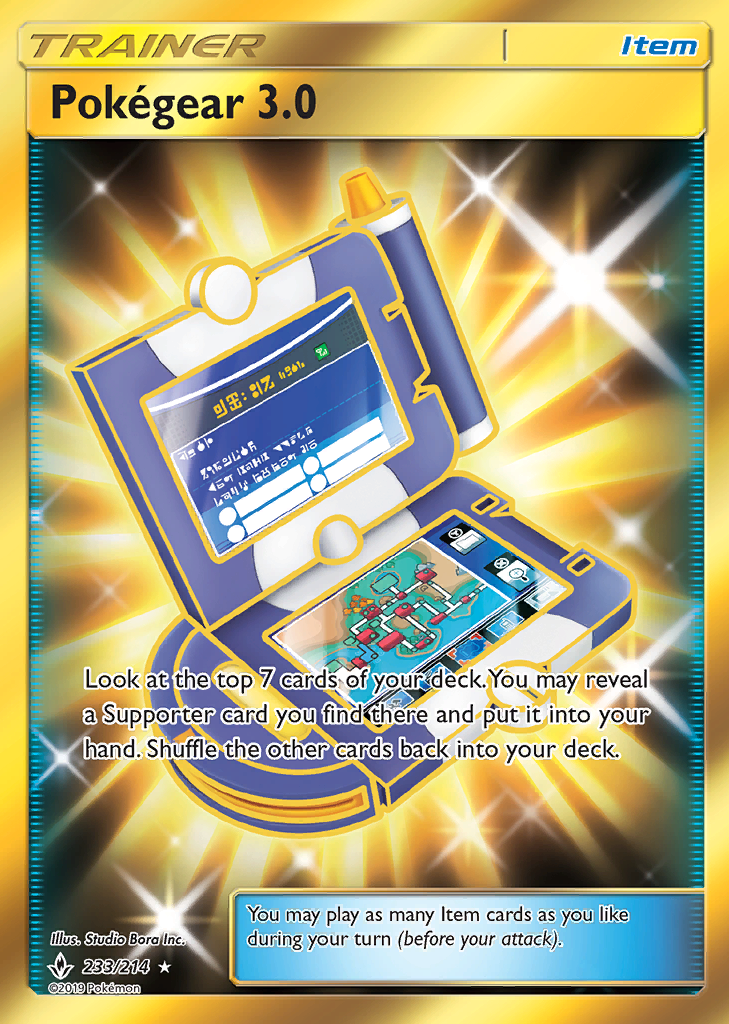 TRAINER
Item
Pokégear 3.0
Look at the top 7 cards of your deck. You may reveal
a Supporter card you find there and put it into your
hand. Shuffle the other cards back into your deck.
You may play as many Item cards as you like
during your turn (before your attack).
Illus. Studio Bora Inc.
233/214 ★
©2019 Pokémon